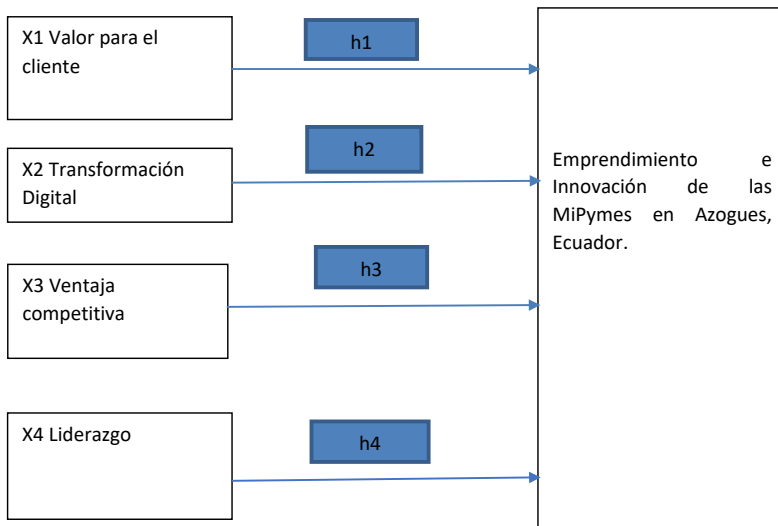 X1 Valor para el
cliente
h1
X2 Transformación
Digital
h2
X3 Ventaja
competitiva
h3
X4 Liderazgo
h4
Emprendimiento e
Innovación de las
MiPymes en Azogues,
Ecuador.